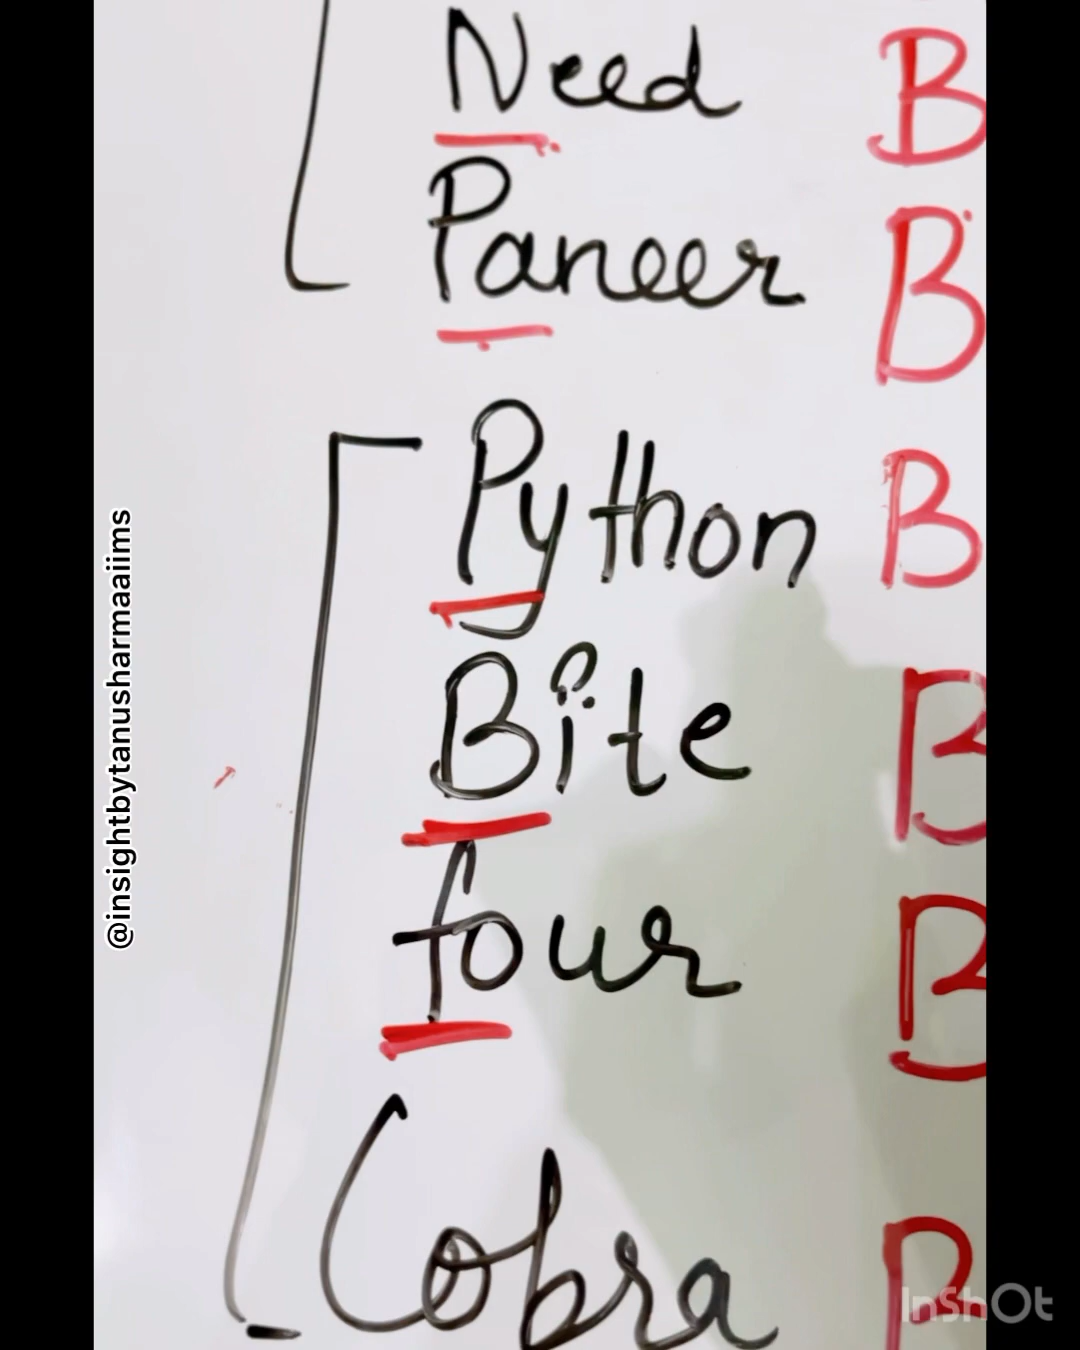 Need B
Paneer B
Python B
Bite B
four B
Cobra B
@insightbytanusharmaaiims
InShOt